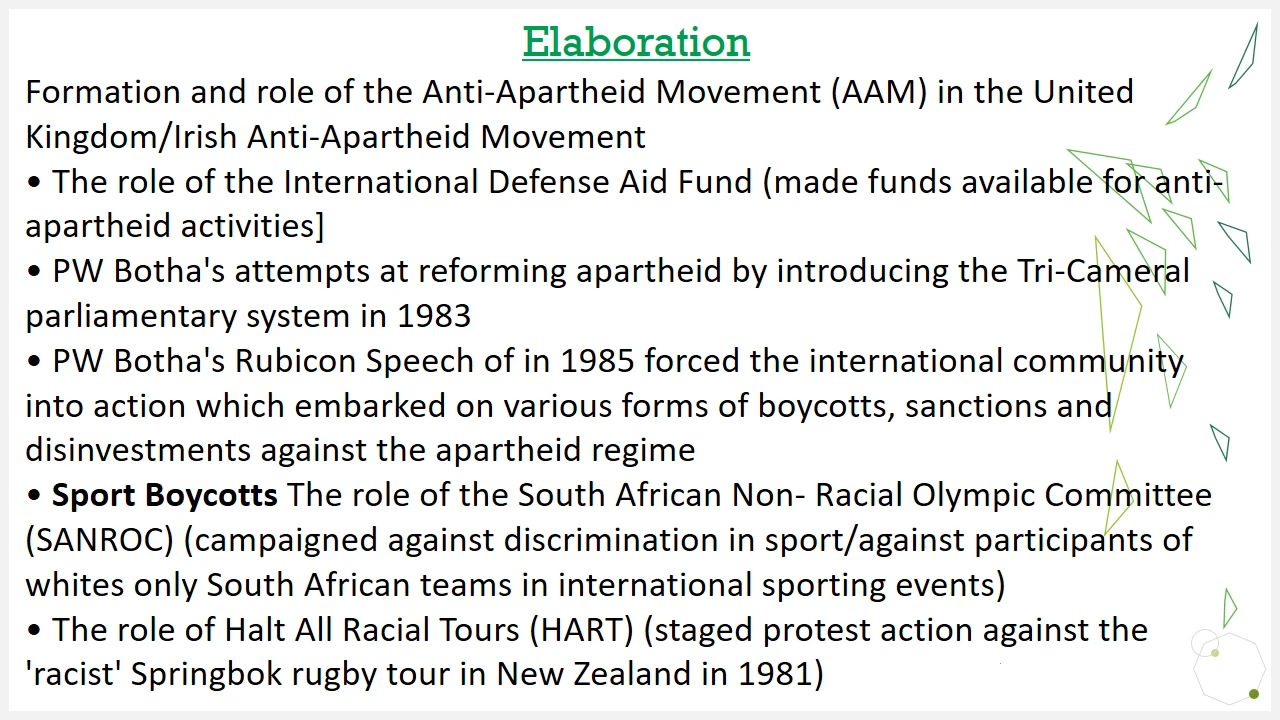 Elaboration
Formation and role of the Anti-Apartheid Movement (AAM) in the United
Kingdom/Irish Anti-Apartheid Movement
• The role of the International Defense Aid Fund (made funds available for anti-
apartheid activities]
• PW Botha's attempts at reforming apartheid by introducing the Tri-Cameral
parliamentary system in 1983
• PW Botha's Rubicon Speech of in 1985 forced the international community
into action which embarked on various forms of boycotts, sanctions and
disinvestments against the apartheid regime
• Sport Boycotts The role of the South African Non- Racial Olympic Committee
(SANROC) (campaigned against discrimination in sport/against participants of
whites only South African teams in international sporting events)
• The role of Halt All Racial Tours (HART) (staged protest action against the
'racist' Springbok rugby tour in New Zealand in 1981)